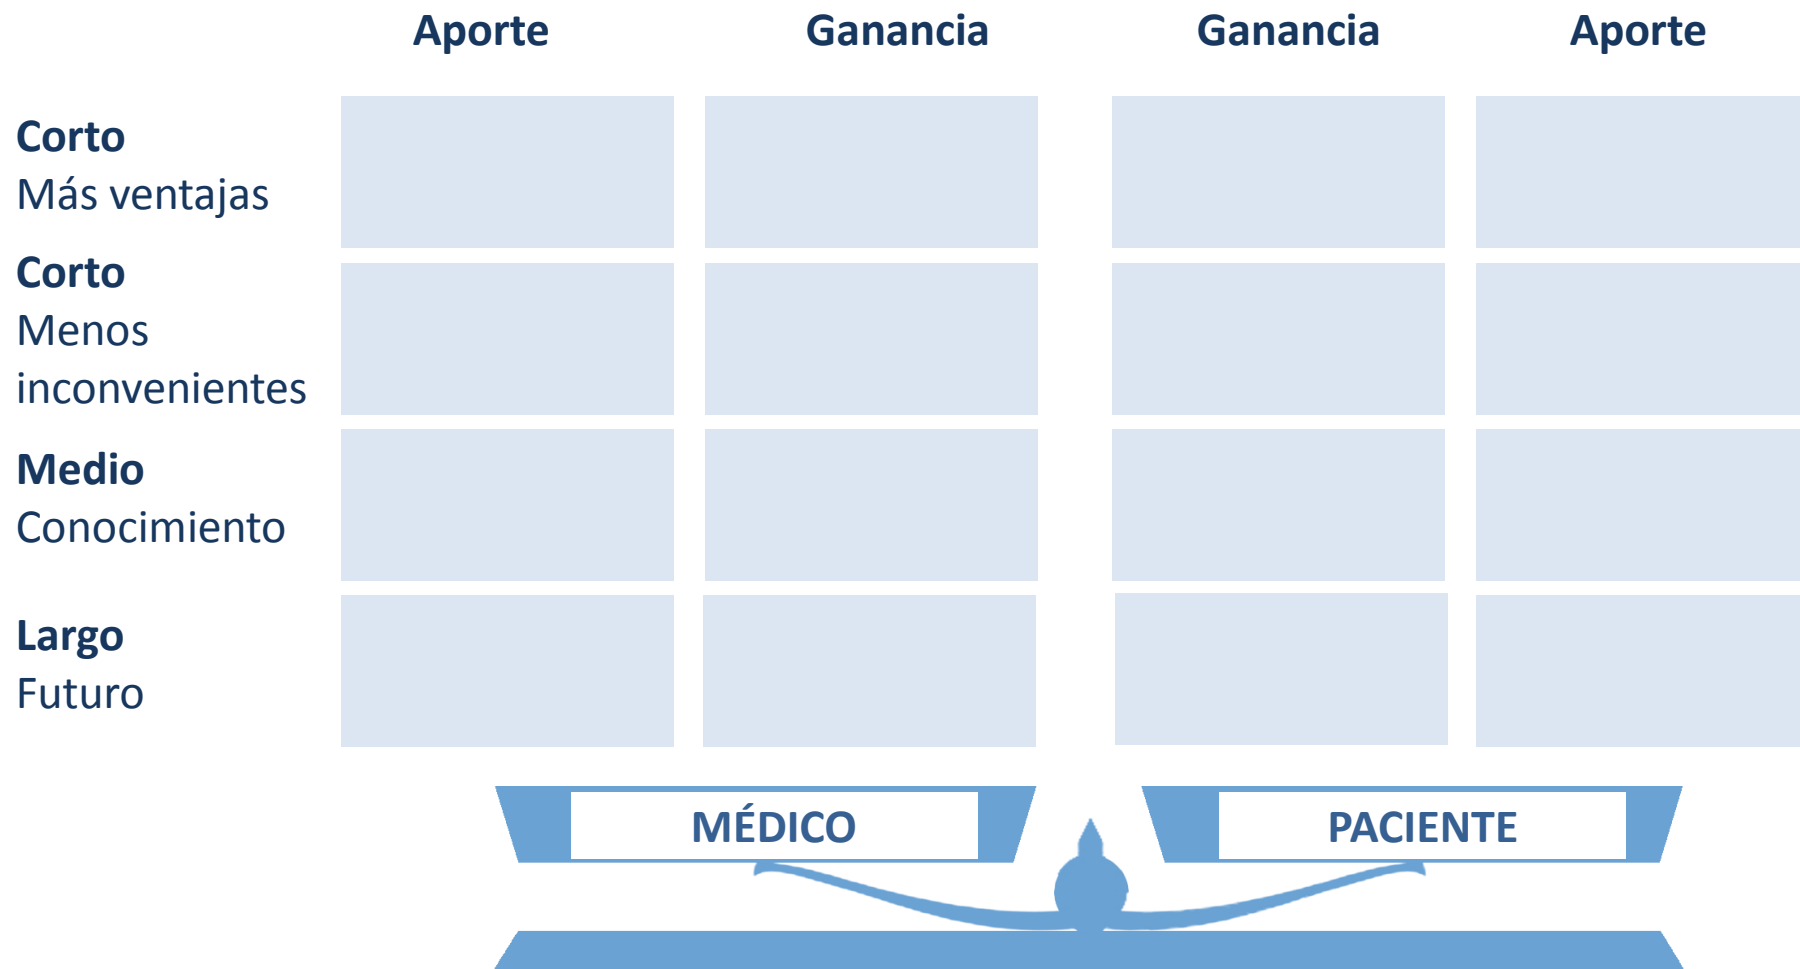 Aporte Ganancia Ganancia Aporte
Corto
Más ventajas
Corto
Menos
inconvenientes
Medio
Conocimiento
Largo
Futuro
MÉDICO PACIENTE